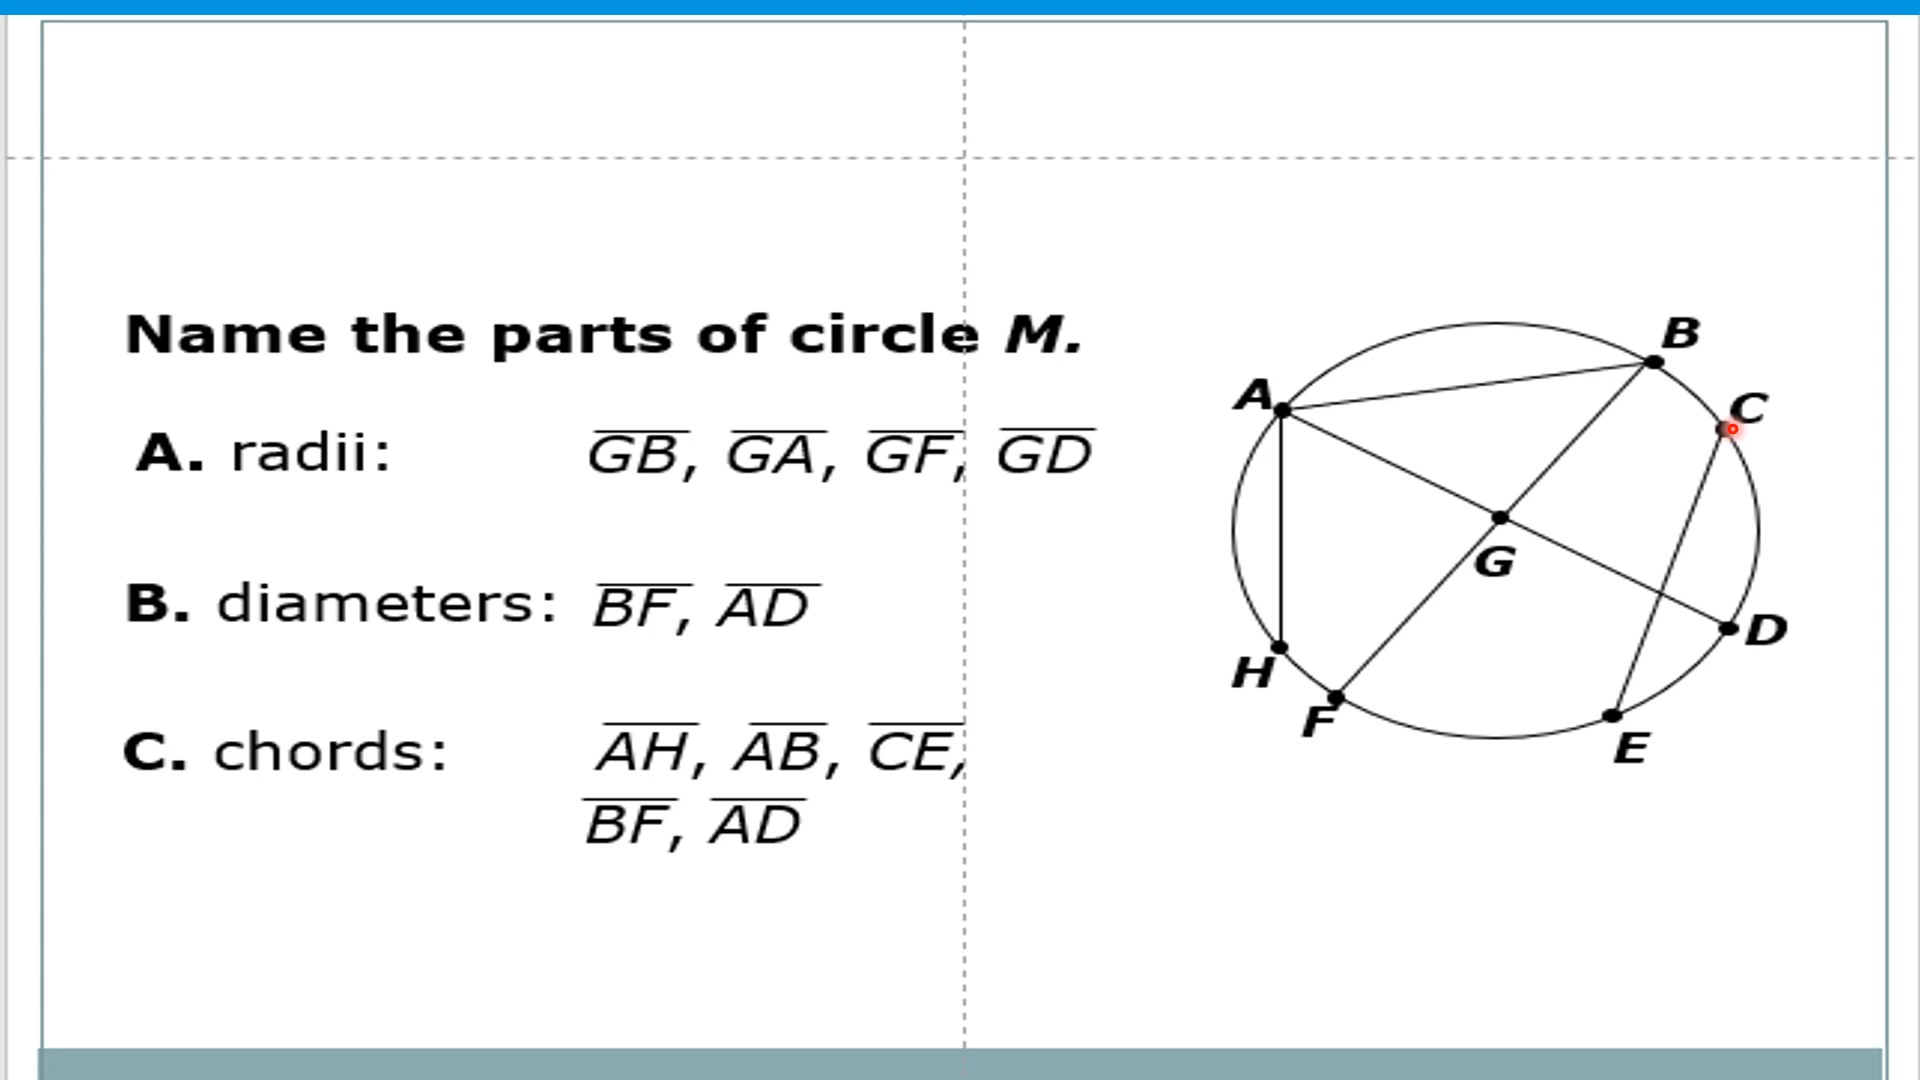 Name the parts of circle M.
A. radii: GB, GA, GF, GD
B. diameters: BF, AD
C. chords: AH, AB, CE,
BF, AD
B
A
C
G
D
H
F
E